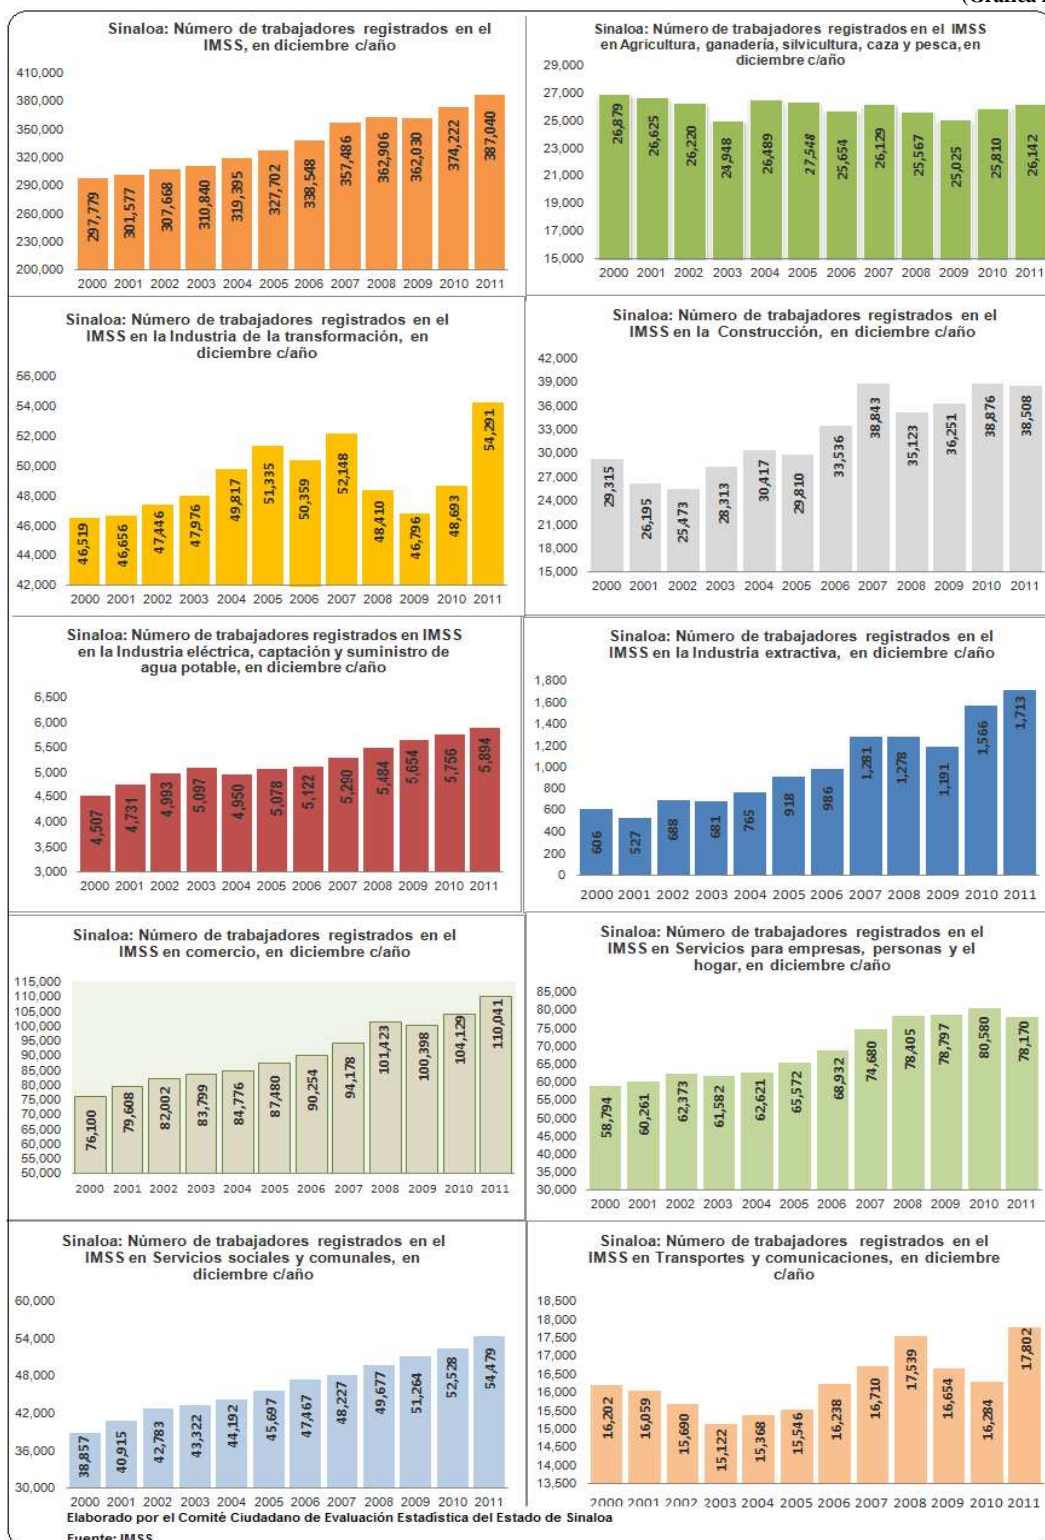 (Gráfica
Sinaloa: Número de trabajadores registrados en el
IMSS, en diciembre c/año
410,000
380,000
350,000
320,000
290,000
260,000
230,000
200,000
297,779 301,577 307,668 310,840 319,395 327,702 338,548 357,486 362,906 362,030 374,222 387,040
2000 2001 2002 2003 2004 2005 2006 2007 2008 2009 2010 2011
Sinaloa: Número de trabajadores registrados en el IMSS
en Agricultura, ganadería, silvicultura, caza y pesca, en
diciembre c/año
29,000
27,000
25,000
23,000
21,000
19,000
17,000
15,000
26,879 26,625 26,220 24,948 26,489 27,548 25,654 26,129 25,567 25,025 25,810 26,142
2000 2001 2002 2003 2004 2005 2006 2007 2008 2009 2010 2011
Sinaloa: Número de trabajadores registrados en el
IMSS en la Industria de la transformación, en
diciembre c/año
56,000
54,000
52,000
50,000
48,000
46,000
44,000
42,000
46,519 46,656 47,446 47,976 49,817 51,335 50,359 52,148 48,410 46,796 48,693 54,291
2000 2001 2002 2003 2004 2005 2006 2007 2008 2009 2010 2011
Sinaloa: Número de trabajadores registrados en el
IMSS en la Construcción, en diciembre c/año
42,000
39,000
36,000
33,000
30,000
27,000
24,000
21,000
18,000
15,000
29,315 26,195 25,473 28,313 30,417 29,810 33,536 38,843 35,123 36,251 38,876 38,508
2000 2001 2002 2003 2004 2005 2006 2007 2008 2009 2010 2011
Sinaloa: Número de trabajadores registrados en IMSS
en la Industria eléctrica, captación y suministro de
agua potable, en diciembre c/año
6,500
6,000
5,500
5,000
4,500
4,000
3,500
3,000
4,507 4,731 4,993 5,097 4,950 5,078 5,122 5,290 5,484 5,654 5,756 5,894
2000 2001 2002 2003 2004 2005 2006 2007 2008 2009 2010 2011
Sinaloa: Número de trabajadores registrados en el
IMSS en la Industria extractiva, en diciembre c/año
1,800
1,600
1,400
1,200
1,000
800
600
400
200
0
606 527 688 681 765 918 986 1,281 1,278 1,191 1,566 1,713
2000 2001 2002 2003 2004 2005 2006 2007 2008 2009 2010 2011
Sinaloa: Número de trabajadores registrados en el
IMSS en comercio, en diciembre c/año
115,000
110,000
105,000
100,000
95,000
90,000
85,000
80,000
75,000
70,000
65,000
60,000
55,000
50,000
76,100 79,608 82,002 83,799 84,776 87,480 90,254 94,178 101,423 100,398 104,129 110,041
2000 2001 2002 2003 2004 2005 2006 2007 2008 2009 2010 2011
Sinaloa: Número de trabajadores registrados en el
IMSS en Servicios para empresas, personas y el
hogar, en diciembre c/año
85,000
80,000
75,000
70,000
65,000
60,000
55,000
50,000
45,000
40,000
35,000
30,000
58,794 60,261 62,373 61,582 62,621 65,572 68,932 74,680 78,405 78,797 80,580 78,170
2000 2001 2002 2003 2004 2005 2006 2007 2008 2009 2010 2011
Sinaloa: Número de trabajadores registrados en el
IMSS en Servicios sociales y comunales, en
diciembre c/año
60,000
54,000
48,000
42,000
36,000
30,000
38,857 40,915 42,783 43,322 44,192 45,697 47,467 48,227 49,677 51,264 52,528 54,479
2000 2001 2002 2003 2004 2005 2006 2007 2008 2009 2010 2011
Sinaloa: Número de trabajadores registrados en el
IMSS en Transportes y comunicaciones, en diciembre
c/año
18,500
18,000
17,500
17,000
16,500
16,000
15,500
15,000
14,500
14,000
13,500
16,202 16,059 15,690 15,122 15,368 15,546 16,238 16,710 17,539 16,654 16,284 17,802
2000 2001 2002 2003 2004 2005 2006 2007 2008 2009 2010 2011
Elaborado por el Comité Ciudadano de Evaluación Estadística del Estado de Sinaloa
Fuente: IMSS